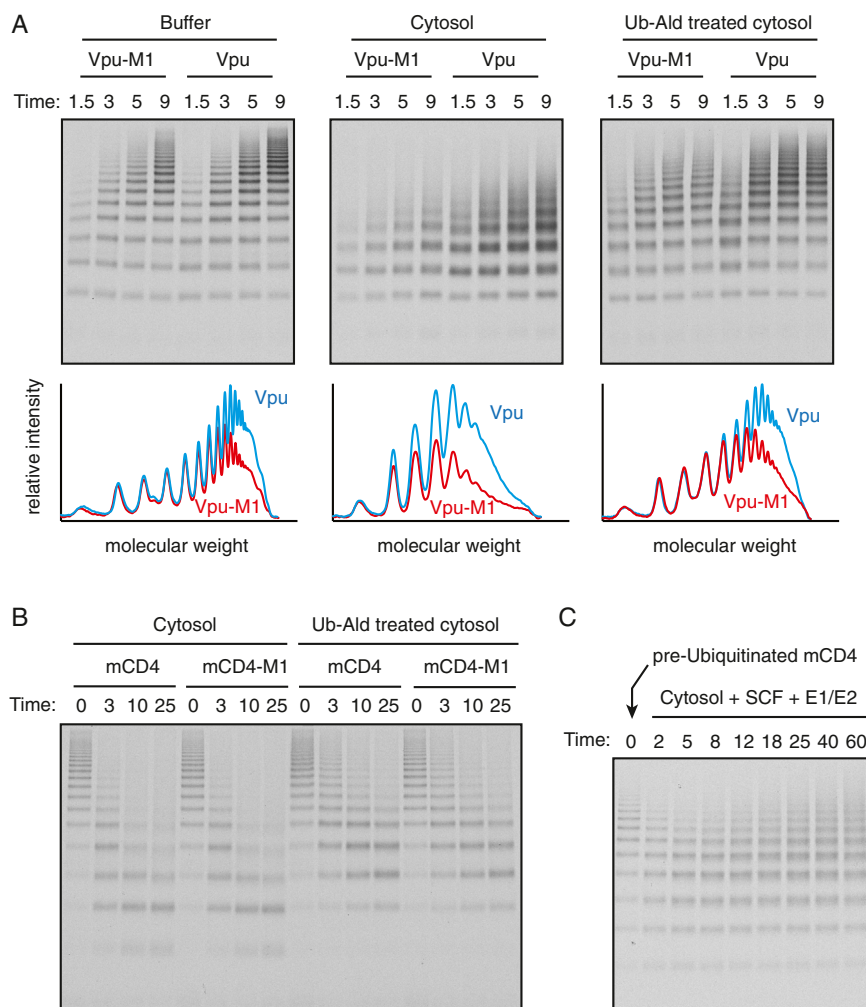 A
Buffer Cytosol Ub-Ald treated cytosol
Vpu-M1 Vpu Vpu-M1 Vpu Vpu-M1 Vpu
Time: 1.5 3 5 9 1.5 3 5 9 1.5 3 5 9 1.5 3 5 9 1.5 3 5 9 1.5 3 5 9
relative intensity
Vpu
Vpu-M1
Vpu
Vpu-M1
Vpu
Vpu-M1
molecular weight molecular weight molecular weight
B
Cytosol Ub-Ald treated cytosol
mCD4 mCD4-M1 mCD4 mCD4-M1
Time: 0 3 10 25 0 3 10 25 0 3 10 25 0 3 10 25
C
pre-Ubiquitinated mCD4
Cytosol + SCF + E1/E2
Time: 0 2 5 8 12 18 25 40 60